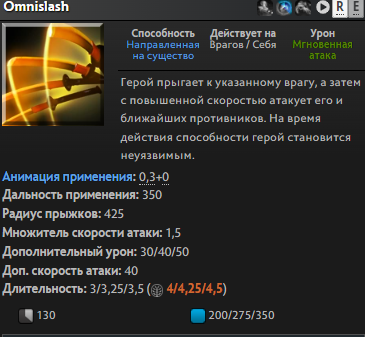 Omnislash
R E
Способность
Направленная
на существо
Действует на
Врагов / Себя
Урон
Мгновенная
атака
Герой прыгает к указанному врагу, а затем
с повышенной скоростью атакует его и
ближайших противников. На время
действия способности герой становится
неуязвимым.
Анимация применения: 0,3+0
Дальность применения: 350
Радиус прыжков: 425
Множитель скорости атаки: 1,5
Дополнительный урон: 30/40/50
Доп. скорость атаки: 40
Длительность: 3/3,25/3,5 ( 4/4,25/4,5)
130 200/275/350